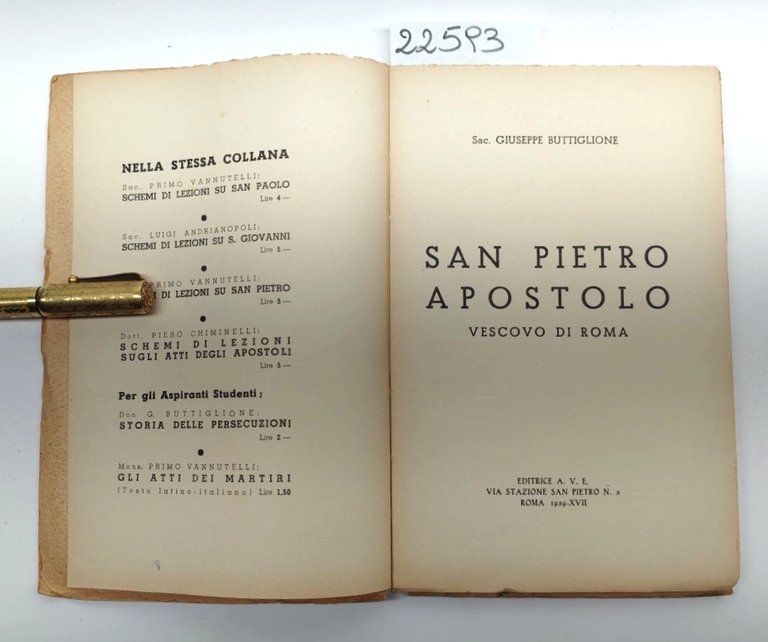 22593
NELLA STESSA COLLANA
Sac. PRIMO VANNUTELLI:
SCHEMI DI LEZIONI SU SAN PAOLO
Lire 4—
Sac. LUIGI ANDRIANOPOLI:
SCHEMI DI LEZIONI SU S. GIOVANNI
Lire 5—
PRIMO VANNUTELLI:
DI LEZIONI SU SAN PIETRO
Lire 5—
Dott. PIERO CHIMINELLI:
SCHEMI DI LEZIONI
SUGLI ATTI DEGLI APOSTOLI
Lire 5—
Per gli Aspiranti Studenti;
Don G. BUTTIGLIONE:
STORIA DELLE PERSECUZIONI
Lire 2—
Mons. PRIMO VANNUTELLI:
GLI ATTI DEI MARTIRI
(Testo latino-italiano) Lire 1,50
Sac. GIUSEPPE BUTTIGLIONE
SAN PIETRO
APOSTOLO
VESCOVO DI ROMA
EDITRICE A. V. E.
VIA STAZIONE SAN PIETRO N. 2
ROMA 1939-XVII